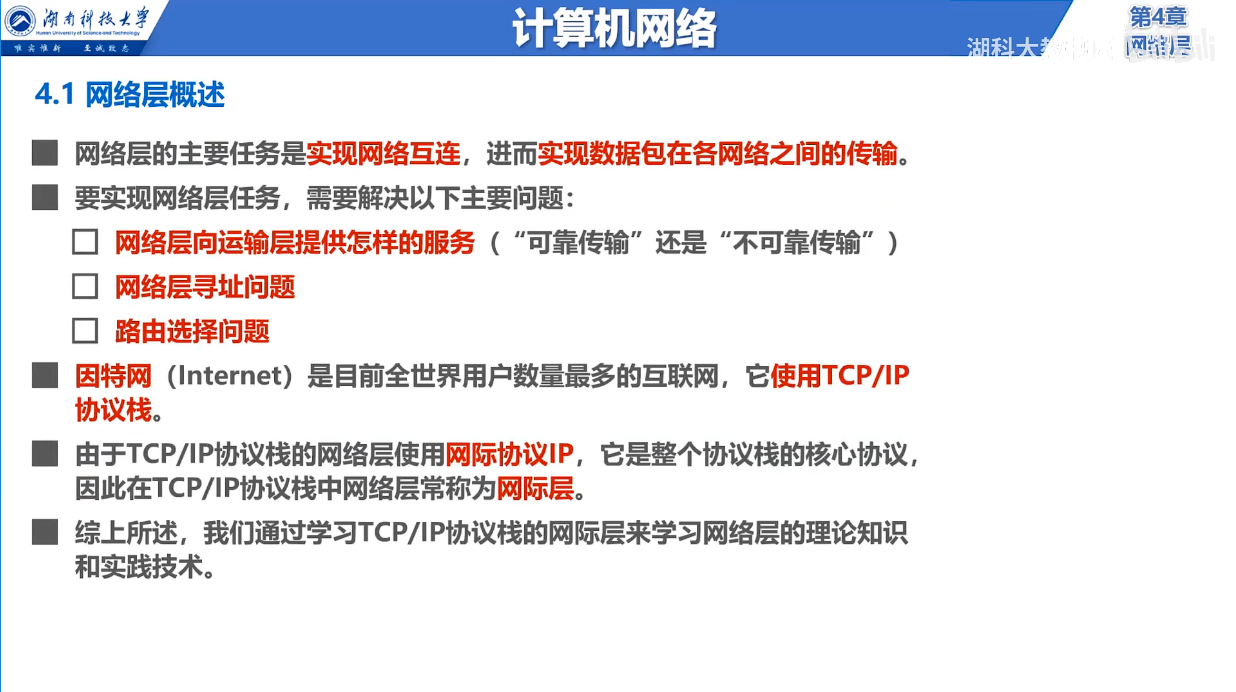 湖南科技大学
Hunan University of Science and Technology
唯实惟新 至诚致志
计算机网络
第4章
网络层
湖科大教
4.1 网络层概述
网络层的主要任务是实现网络互连，进而实现数据包在各网络之间的传输。
要实现网络层任务，需要解决以下主要问题：
网络层向运输层提供怎样的服务（“可靠传输”还是“不可靠传输”）
网络层寻址问题
路由选择问题
因特网（Internet）是目前全世界用户数量最多的互联网，它使用TCP/IP
协议栈。
由于TCP/IP协议栈的网络层使用网际协议IP，它是整个协议栈的核心协议，
因此在TCP/IP协议栈中网络层常称为网际层。
综上所述，我们通过学习TCP/IP协议栈的网际层来学习网络层的理论知识
和实践技术。